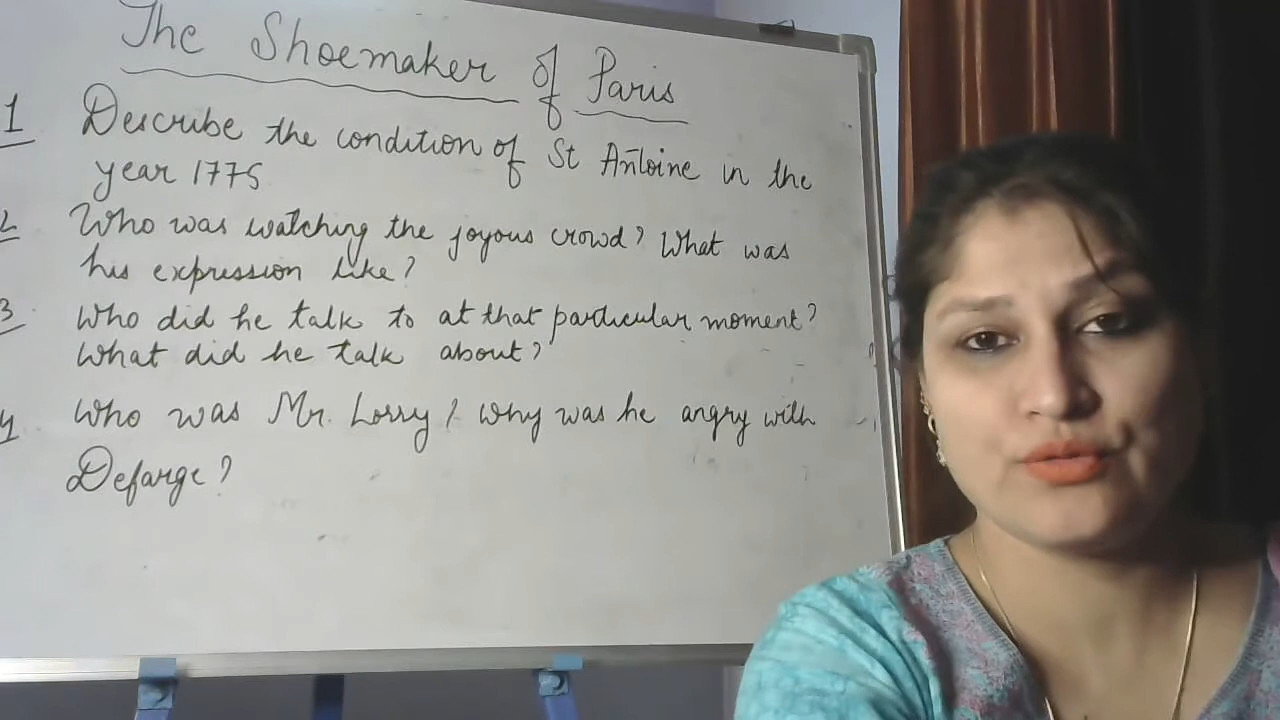 The Shoemaker of Paris
1 Describe the condition of St Antoine in the
year 1775
2 Who was watching the joyous crowd? What was
his expression like?
3 Who did he talk to at that particular moment?
What did he talk about?
4 Who was Mr. Lorry? Why was he angry with
Defarge?